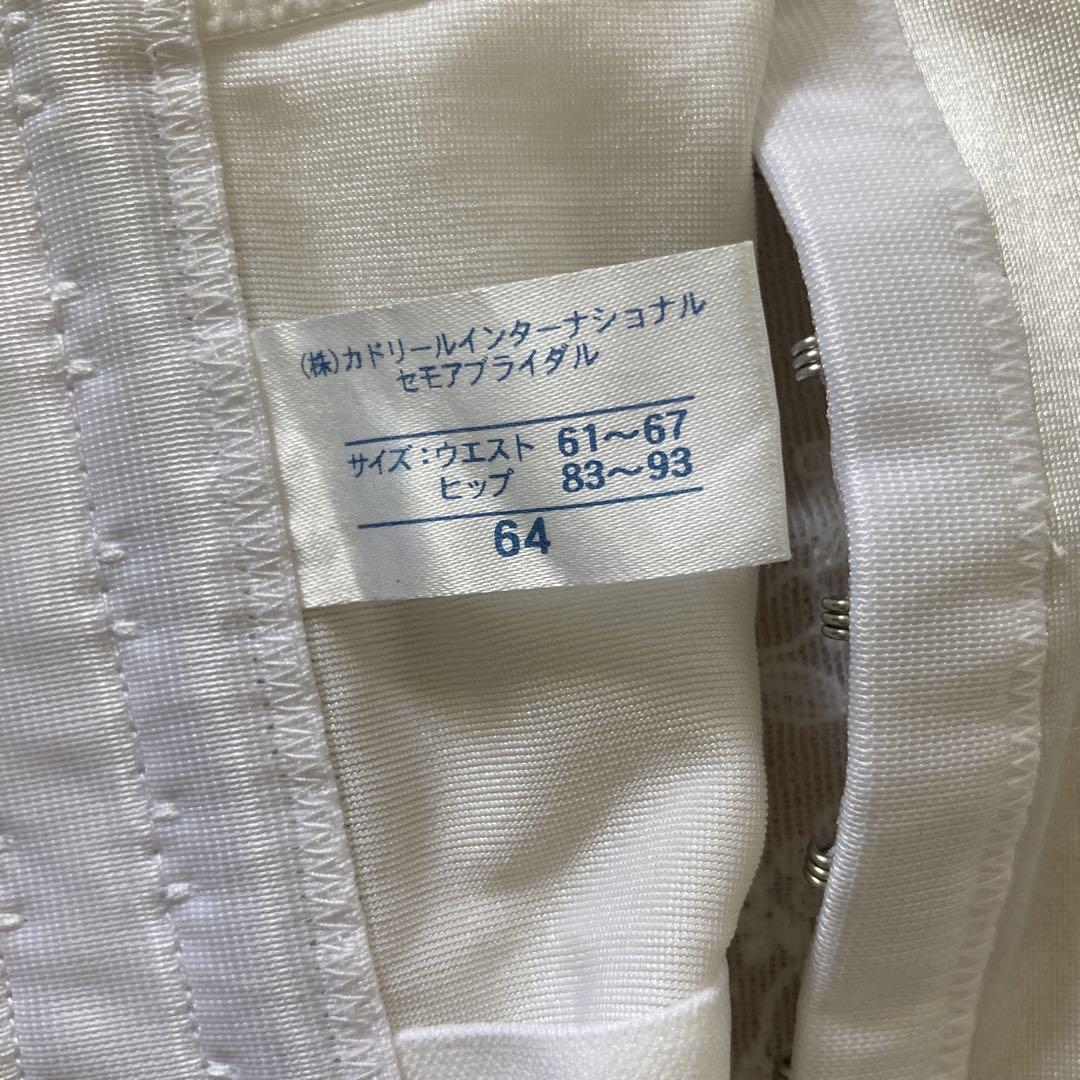 (株)カドリールインターナショナル
セモアブライダル
サイズ:ウエスト 61～67
ヒップ 83～93
64